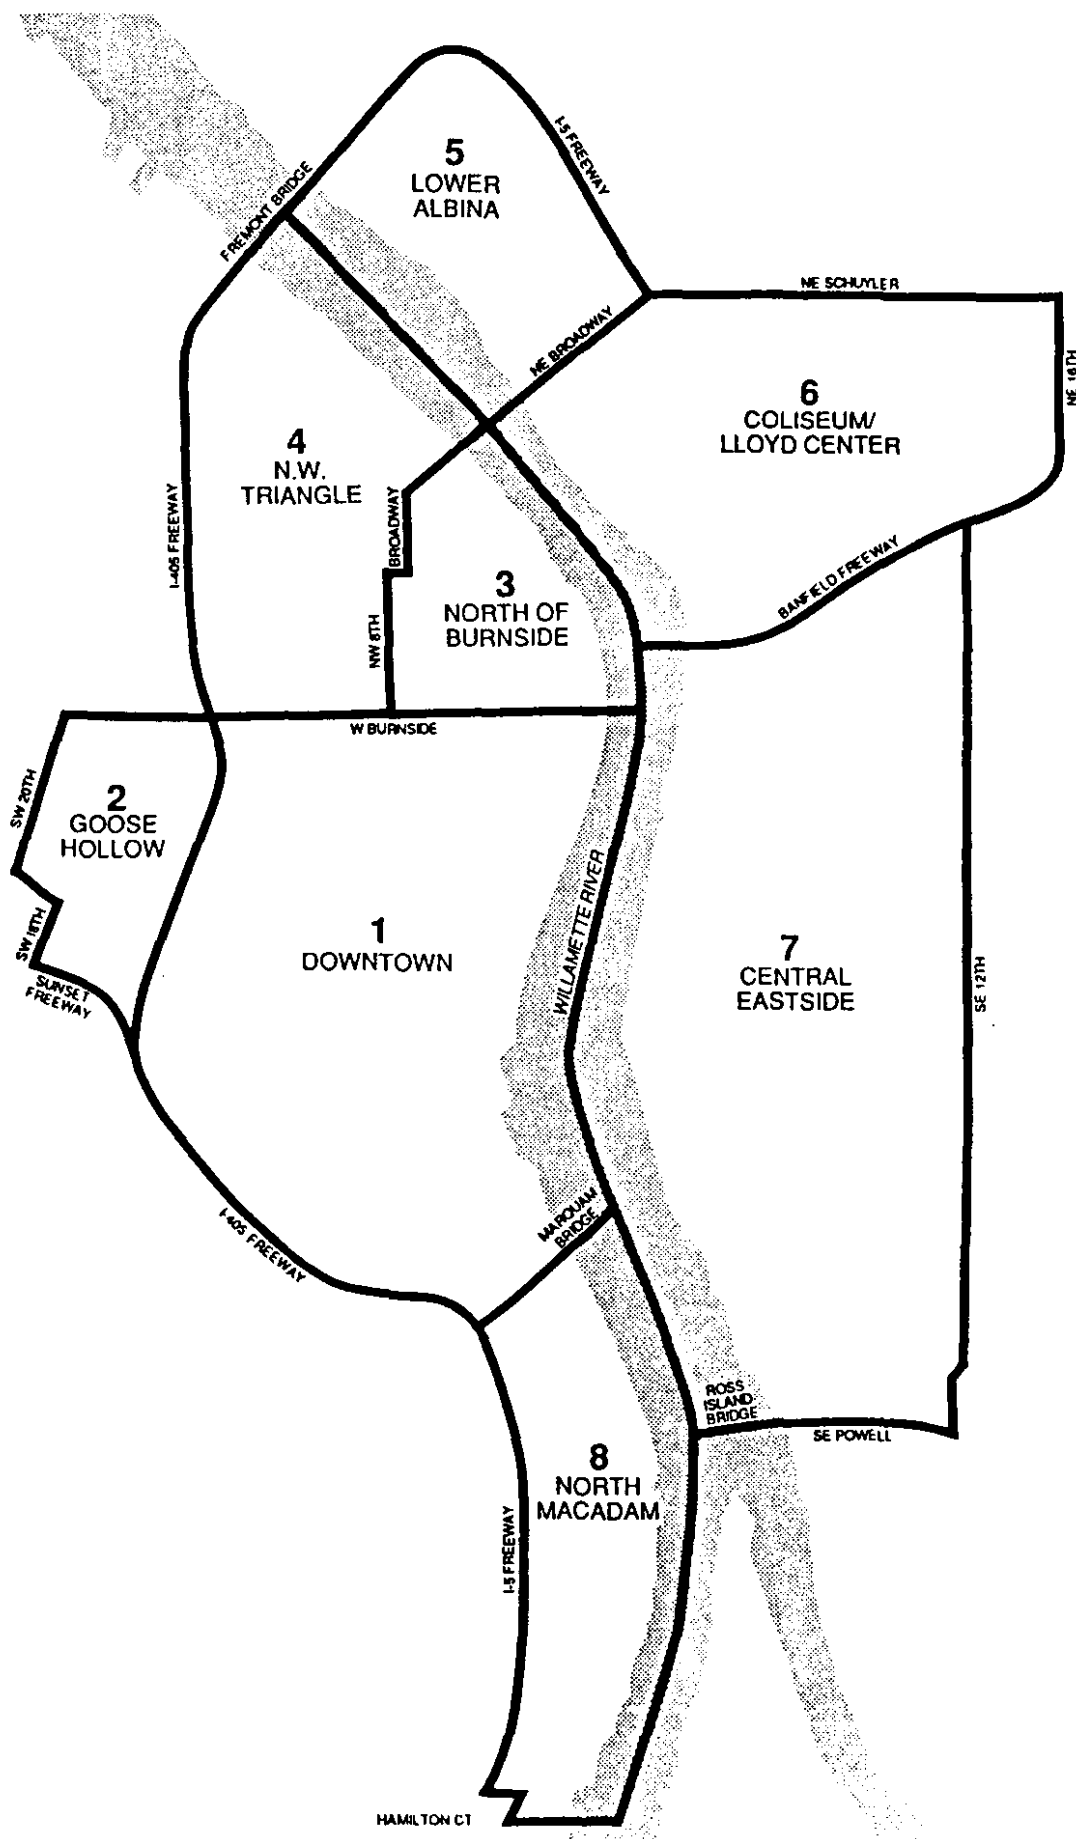 5
LOWER
ALBINA
I-5 FREEWAY
FREMONT BRIDGE
NE SCHUYLER
NE BROADWAY
NE 16TH
6
COLISEUM/
LLOYD CENTER
4
N.W.
TRIANGLE
BROADWAY
I-405 FREEWAY
BANFIELD FREEWAY
3
NORTH OF
BURNSIDE
NW 8TH
W BURNSIDE
SW 20TH
2
GOOSE
HOLLOW
WILLAMETTE RIVER
SW 18TH
1
DOWNTOWN
7
CENTRAL
EASTSIDE
SE 12TH
SUNSET
FREEWAY
MARQUAM
BRIDGE
I-405 FREEWAY
ROSS
ISLAND
BRIDGE
SE POWELL
8
NORTH
MACADAM
I-5 FREEWAY
HAMILTON CT